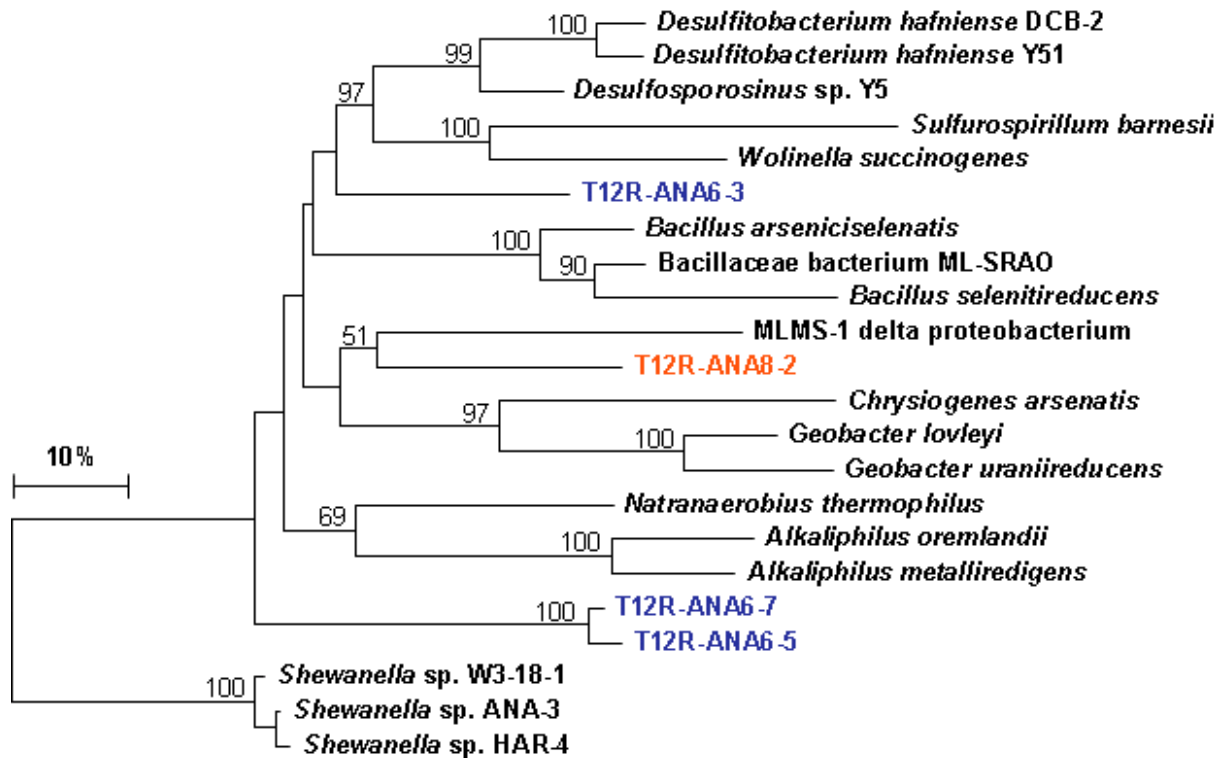 100
Desulfitobacterium hafniense DCB-2
Desulfitobacterium hafniense Y51
99
Desulfosporosinus sp. Y5
97
100
Sulfurospirillum barnesii
Wolinella succinogenes
T12R-ANA6-3
Bacillus arseniciselenatis
100
Bacillaceae bacterium ML-SRAO
90
Bacillus selenitireducens
MLMS-1 delta proteobacterium
51
T12R-ANA8-2
Chrysiogenes arsenatis
97
Geobacter lovleyi
100
Geobacter uraniireducens
10%
Natranaerobius thermophilus
69
Alkaliphilus oremlandii
100
Alkaliphilus metalliredigens
T12R-ANA6-7
100
T12R-ANA6-5
Shewanella sp. W3-18-1
100
Shewanella sp. ANA-3
Shewanella sp. HAR-4